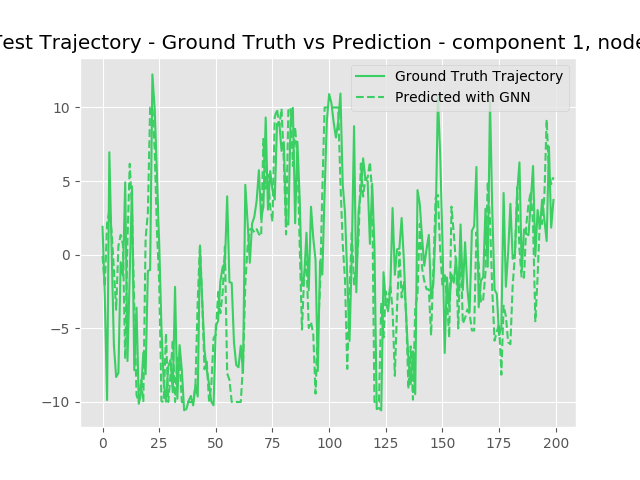 Test Trajectory - Ground Truth vs Prediction - component 1, node
Ground Truth Trajectory
Predicted with GNN
10
5
0
−5
−10
0 25 50 75 100 125 150 175 200